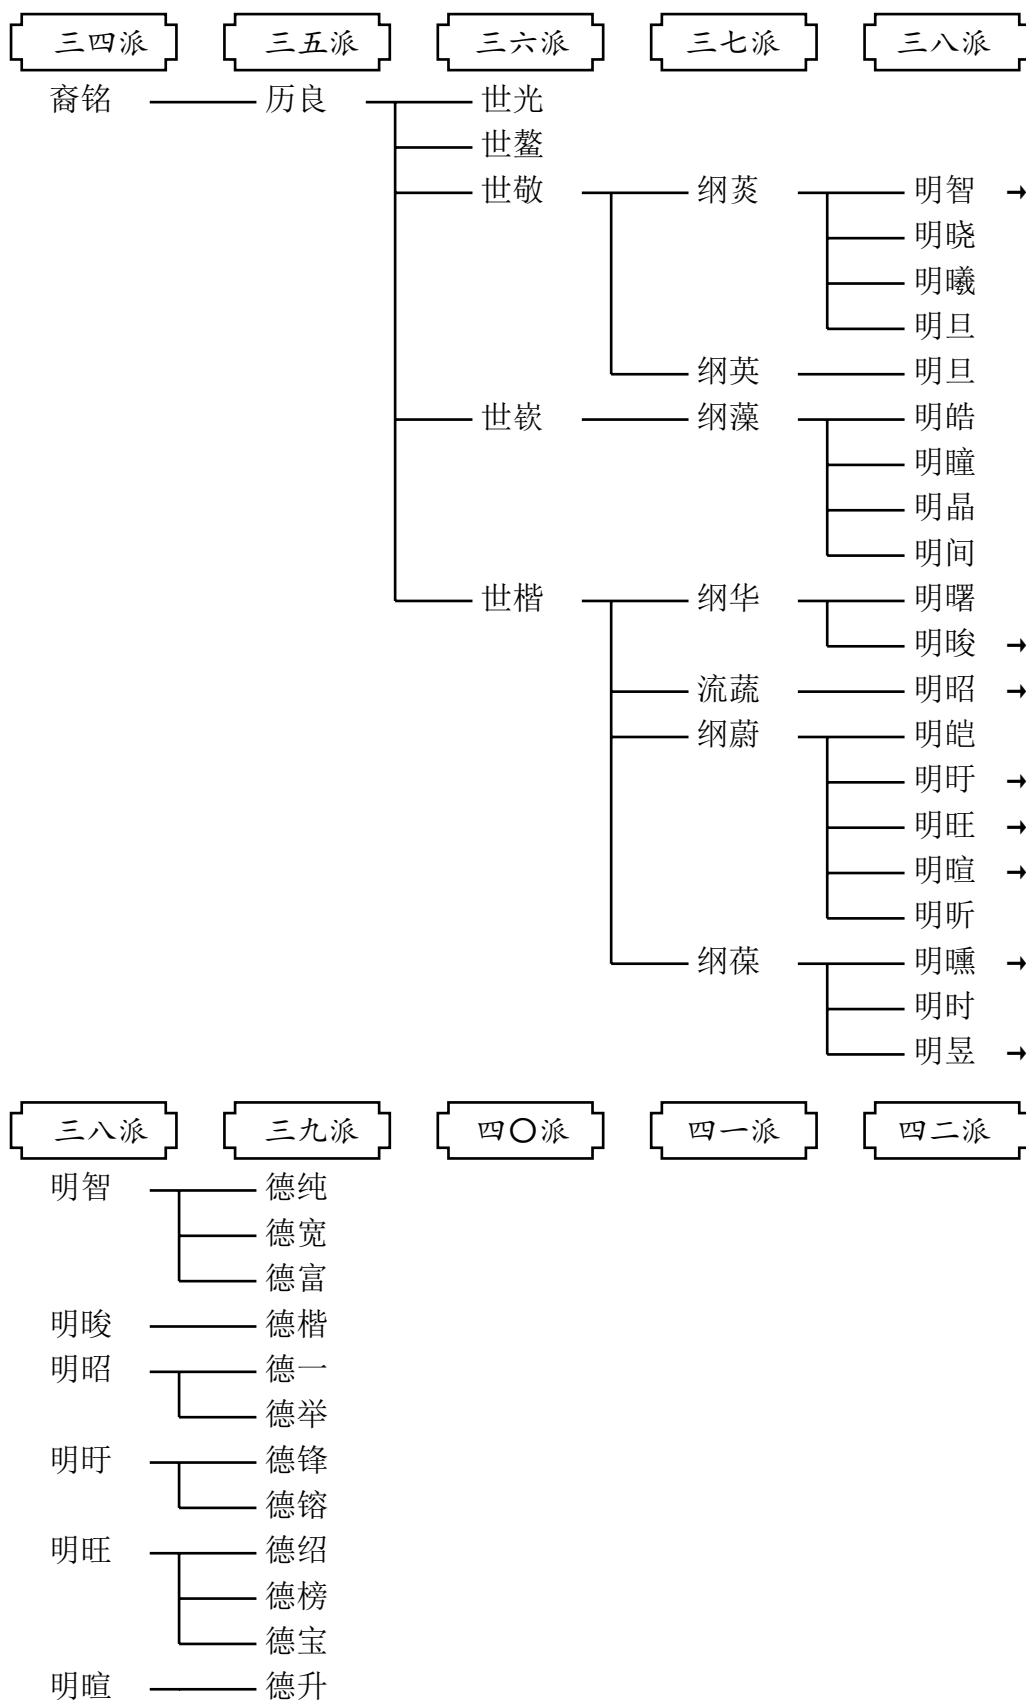 三四派 三五派 三六派 三七派 三八派
裔铭 历良 世光
世鳌
世敬 纲菼 明智 →
明晓
明曦
明旦
纲英 明旦
世嵚 纲藻 明皓
明瞳
明晶
明间
世楷 纲华 明曙
明晙 →
流蔬 明昭 →
纲蔚 明皑
明旴 →
明旺 →
明暄 →
明昕
纲葆 明曛 →
明时
明昱 →
三八派 三九派 四〇派 四一派 四二派
明智 德纯
德宽
德富
明晙 德楷
明昭 德一
德举
明旴 德锋
德镕
明旺 德绍
德榜
德宝
明暄 德升